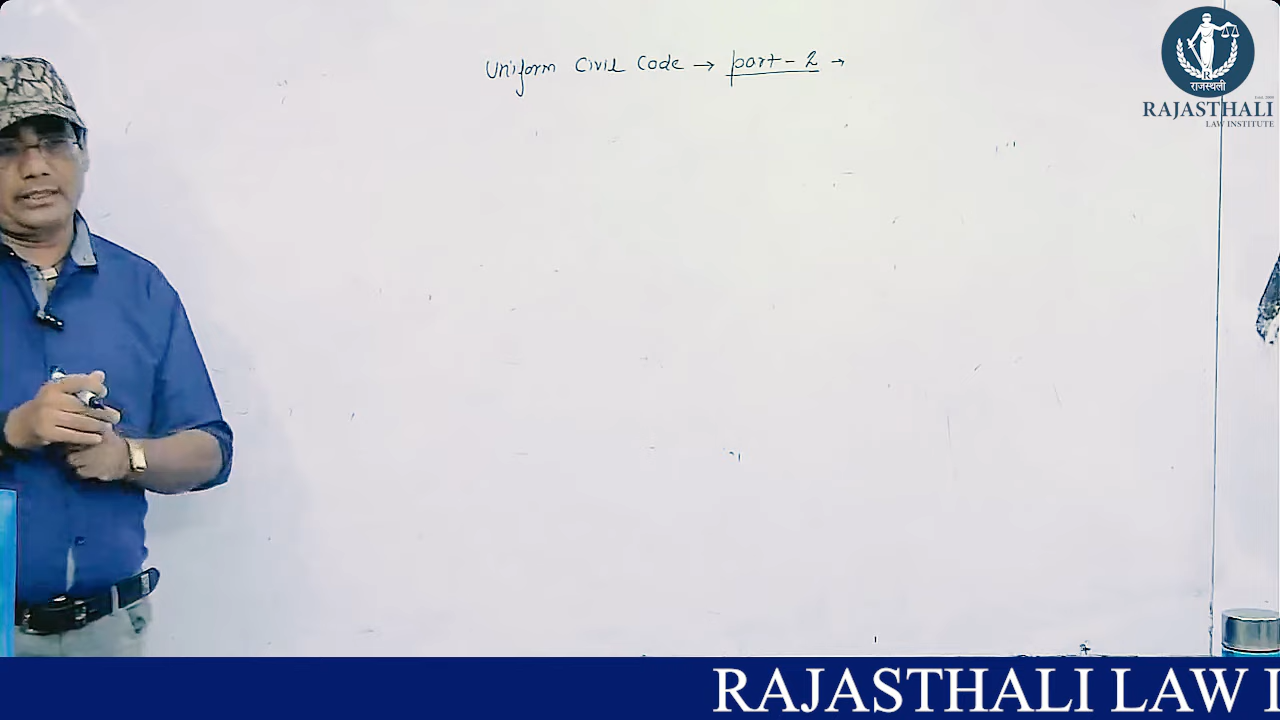 Uniform Civil Code → part - 2 →
राजस्थली
RAJASTHALI
LAW INSTITUTE
RAJASTHALI LAW I